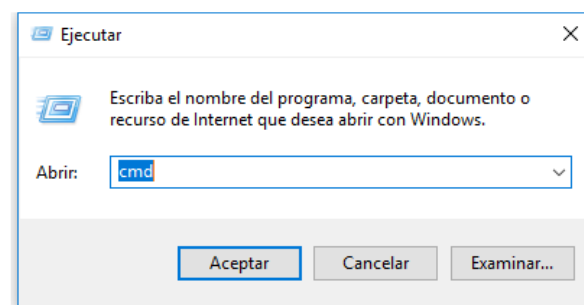 Ejecutar
Escriba el nombre del programa, carpeta, documento o
recurso de Internet que desea abrir con Windows.
Abrir: cmd
Aceptar Cancelar Examinar...